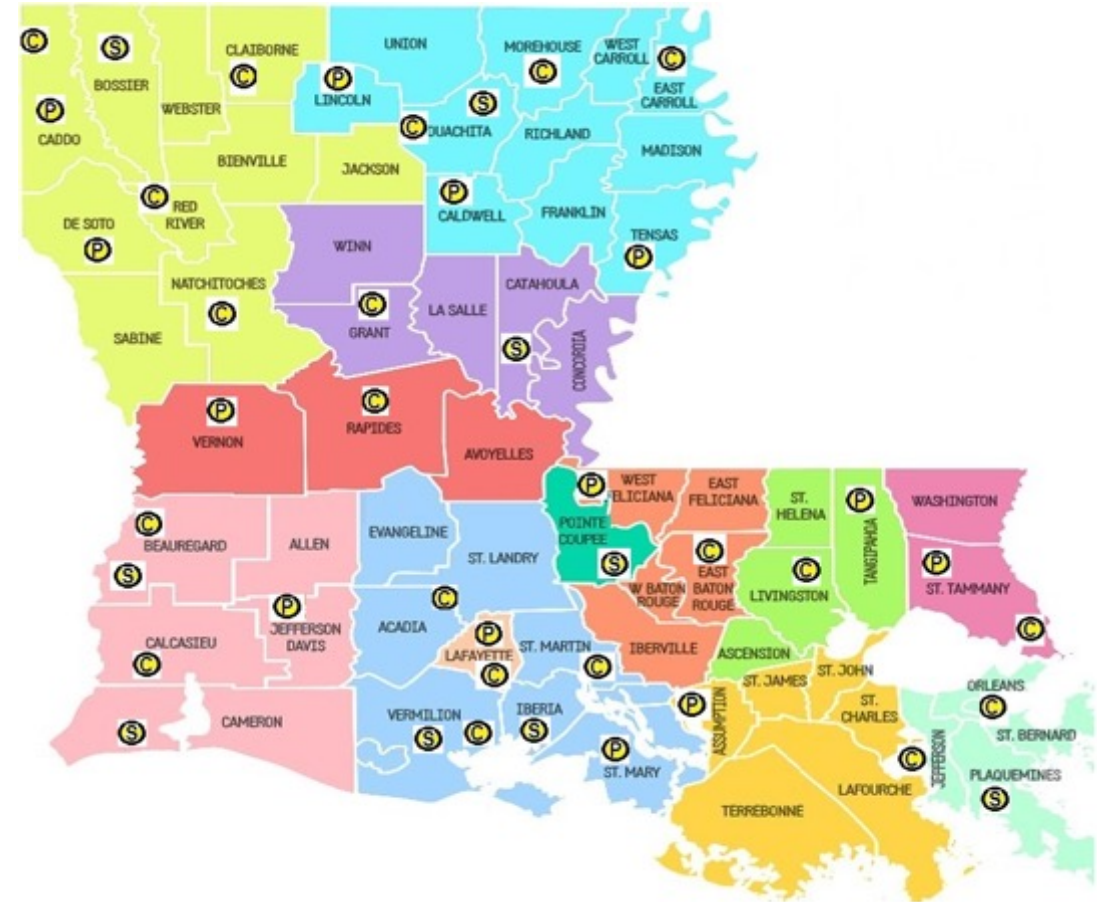 UNION
MOREHOUSE
WEST
CARROLL
C
C
S
CLAIBORNE
C
P
LINCOLN
C
EAST
CARROLL
BOSSIER
WEBSTER
P
CADDO
S
C
OUACHITA
RICHLAND
MADISON
BIENVILLE
JACKSON
C
RED
RIVER
P
CALDWELL
FRANKLIN
DE SOTO
P
TENSAS
P
WINN
NATCHITOCHES
C
C
GRANT
LA SALLE
CATAHOULA
S
CONCORDIA
SABINE
P
VERNON
C
RAPIDES
AVOYELLES
P
WEST
FELICIANA
EAST
FELICIANA
ST.
HELENA
P
TANGIPAHOA
WASHINGTON
C
BEAUREGARD
S
ALLEN
EVANGELINE
ST. LANDRY
POINTE
COUPEE
S
C
EAST
BATON
ROUGE
W BATON
ROUGE
C
LIVINGSTON
P
ST. TAMMANY
C
P
JEFFERSON
DAVIS
CALCASIEU
C
ACADIA
C
P
LAFAYETTE
C
ST. MARTIN
C
IBERVILLE
ASCENSION
ST. JAMES
ST. JOHN
ST.
CHARLES
ORLEANS
C
ST. BERNARD
S
CAMERON
VERMILION
S
C
IBERIA
S
P
ST. MARY
P
ASSUMPTION
C
JEFFERSON
PLAQUEMINES
S
LAFOURCHE
TERREBONNE